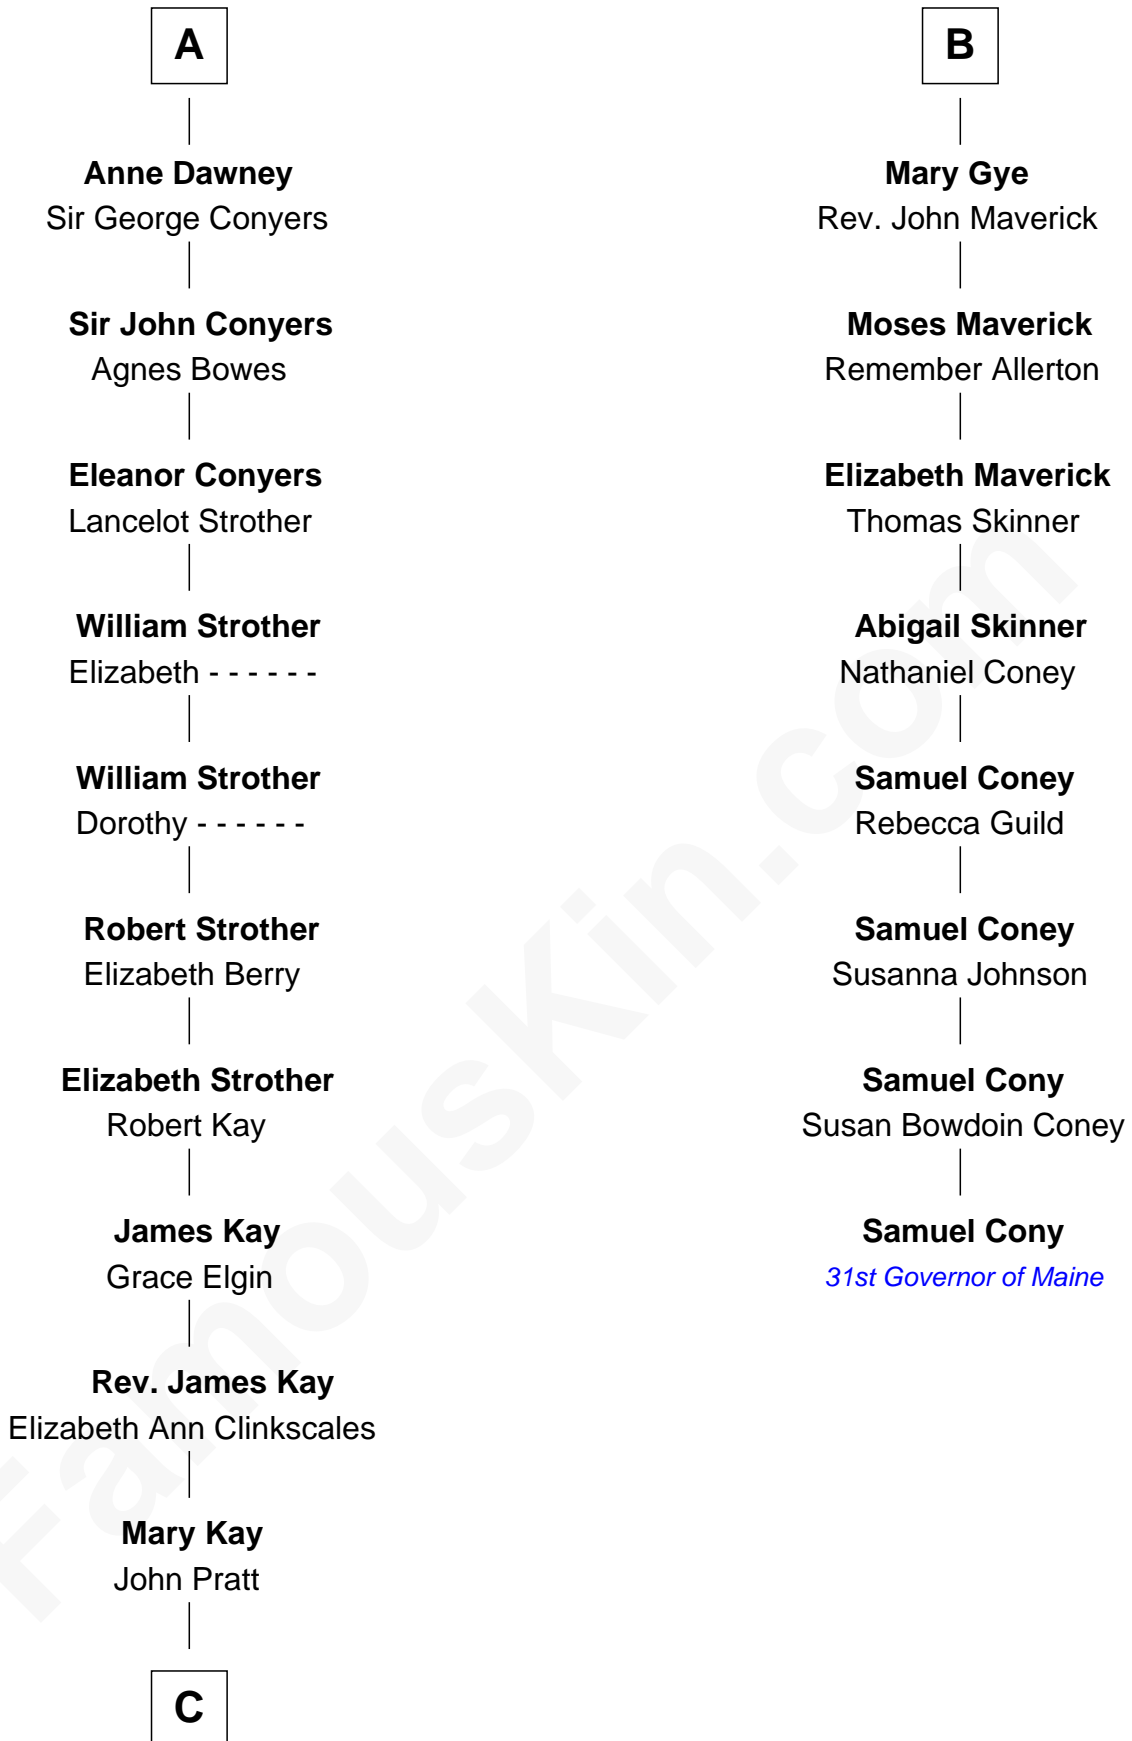 A
Anne Dawney
Sir George Conyers
Sir John Conyers
Agnes Bowes
Eleanor Conyers
Lancelot Strother
William Strother
Elizabeth - - - - - -
William Strother
Dorothy - - - - - -
Robert Strother
Elizabeth Berry
Elizabeth Strother
Robert Kay
James Kay
Grace Elgin
Rev. James Kay
Elizabeth Ann Clinkscales
Mary Kay
John Pratt
C
B
Mary Gye
Rev. John Maverick
Moses Maverick
Remember Allerton
Elizabeth Maverick
Thomas Skinner
Abigail Skinner
Nathaniel Coney
Samuel Coney
Rebecca Guild
Samuel Coney
Susanna Johnson
Samuel Cony
Susan Bowdoin Coney
Samuel Cony
31st Governor of Maine
FamousKin.com